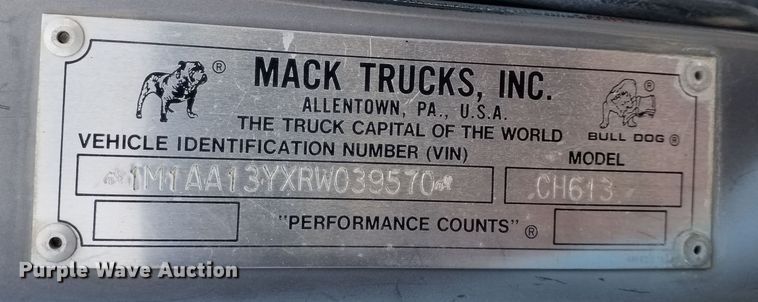 ® MACK TRUCKS, INC. ®
ALLENTOWN, PA., U.S.A.
THE TRUCK CAPITAL OF THE WORLD
BULL DOG ®
VEHICLE IDENTIFICATION NUMBER (VIN) MODEL
1M1AA13YXRW039570 CH613
"PERFORMANCE COUNTS" ®
Purple Wave Auction